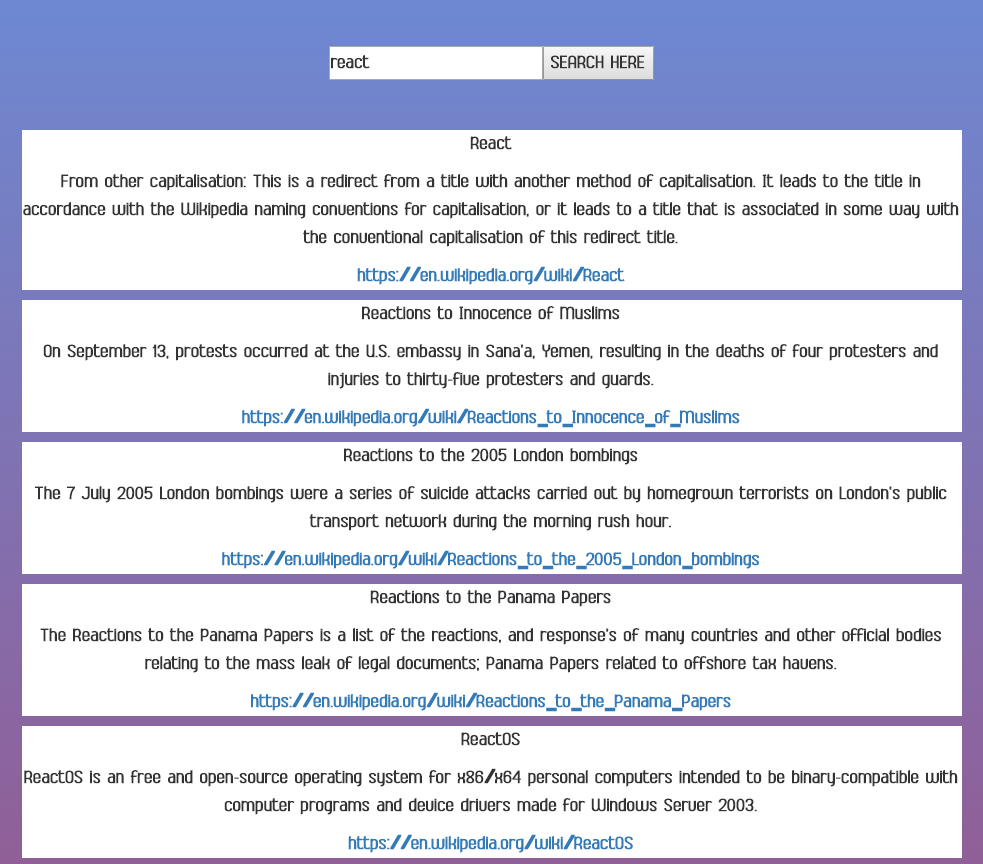 react
SEARCH HERE
React
From other capitalisation: This is a redirect from a title with another method of capitalisation. It leads to the title in
accordance with the Wikipedia naming conventions for capitalisation, or it leads to a title that is associated in some way with
the conventional capitalisation of this redirect title.
https://en.wikipedia.org/wiki/React
Reactions to Innocence of Muslims
On September 13, protests occurred at the U.S. embassy in Sana'a, Yemen, resulting in the deaths of four protesters and
injuries to thirty-five protesters and guards.
https://en.wikipedia.org/wiki/Reactions_to_Innocence_of_Muslims
Reactions to the 2005 London bombings
The 7 July 2005 London bombings were a series of suicide attacks carried out by homegrown terrorists on London's public
transport network during the morning rush hour.
https://en.wikipedia.org/wiki/Reactions_to_the_2005_London_bombings
Reactions to the Panama Papers
The Reactions to the Panama Papers is a list of the reactions, and response's of many countries and other official bodies
relating to the mass leak of legal documents; Panama Papers related to offshore tax havens.
https://en.wikipedia.org/wiki/Reactions_to_the_Panama_Papers
ReactOS
ReactOS is an free and open-source operating system for x86/x64 personal computers intended to be binary-compatible with
computer programs and device drivers made for Windows Server 2003.
https://en.wikipedia.org/wiki/ReactOS